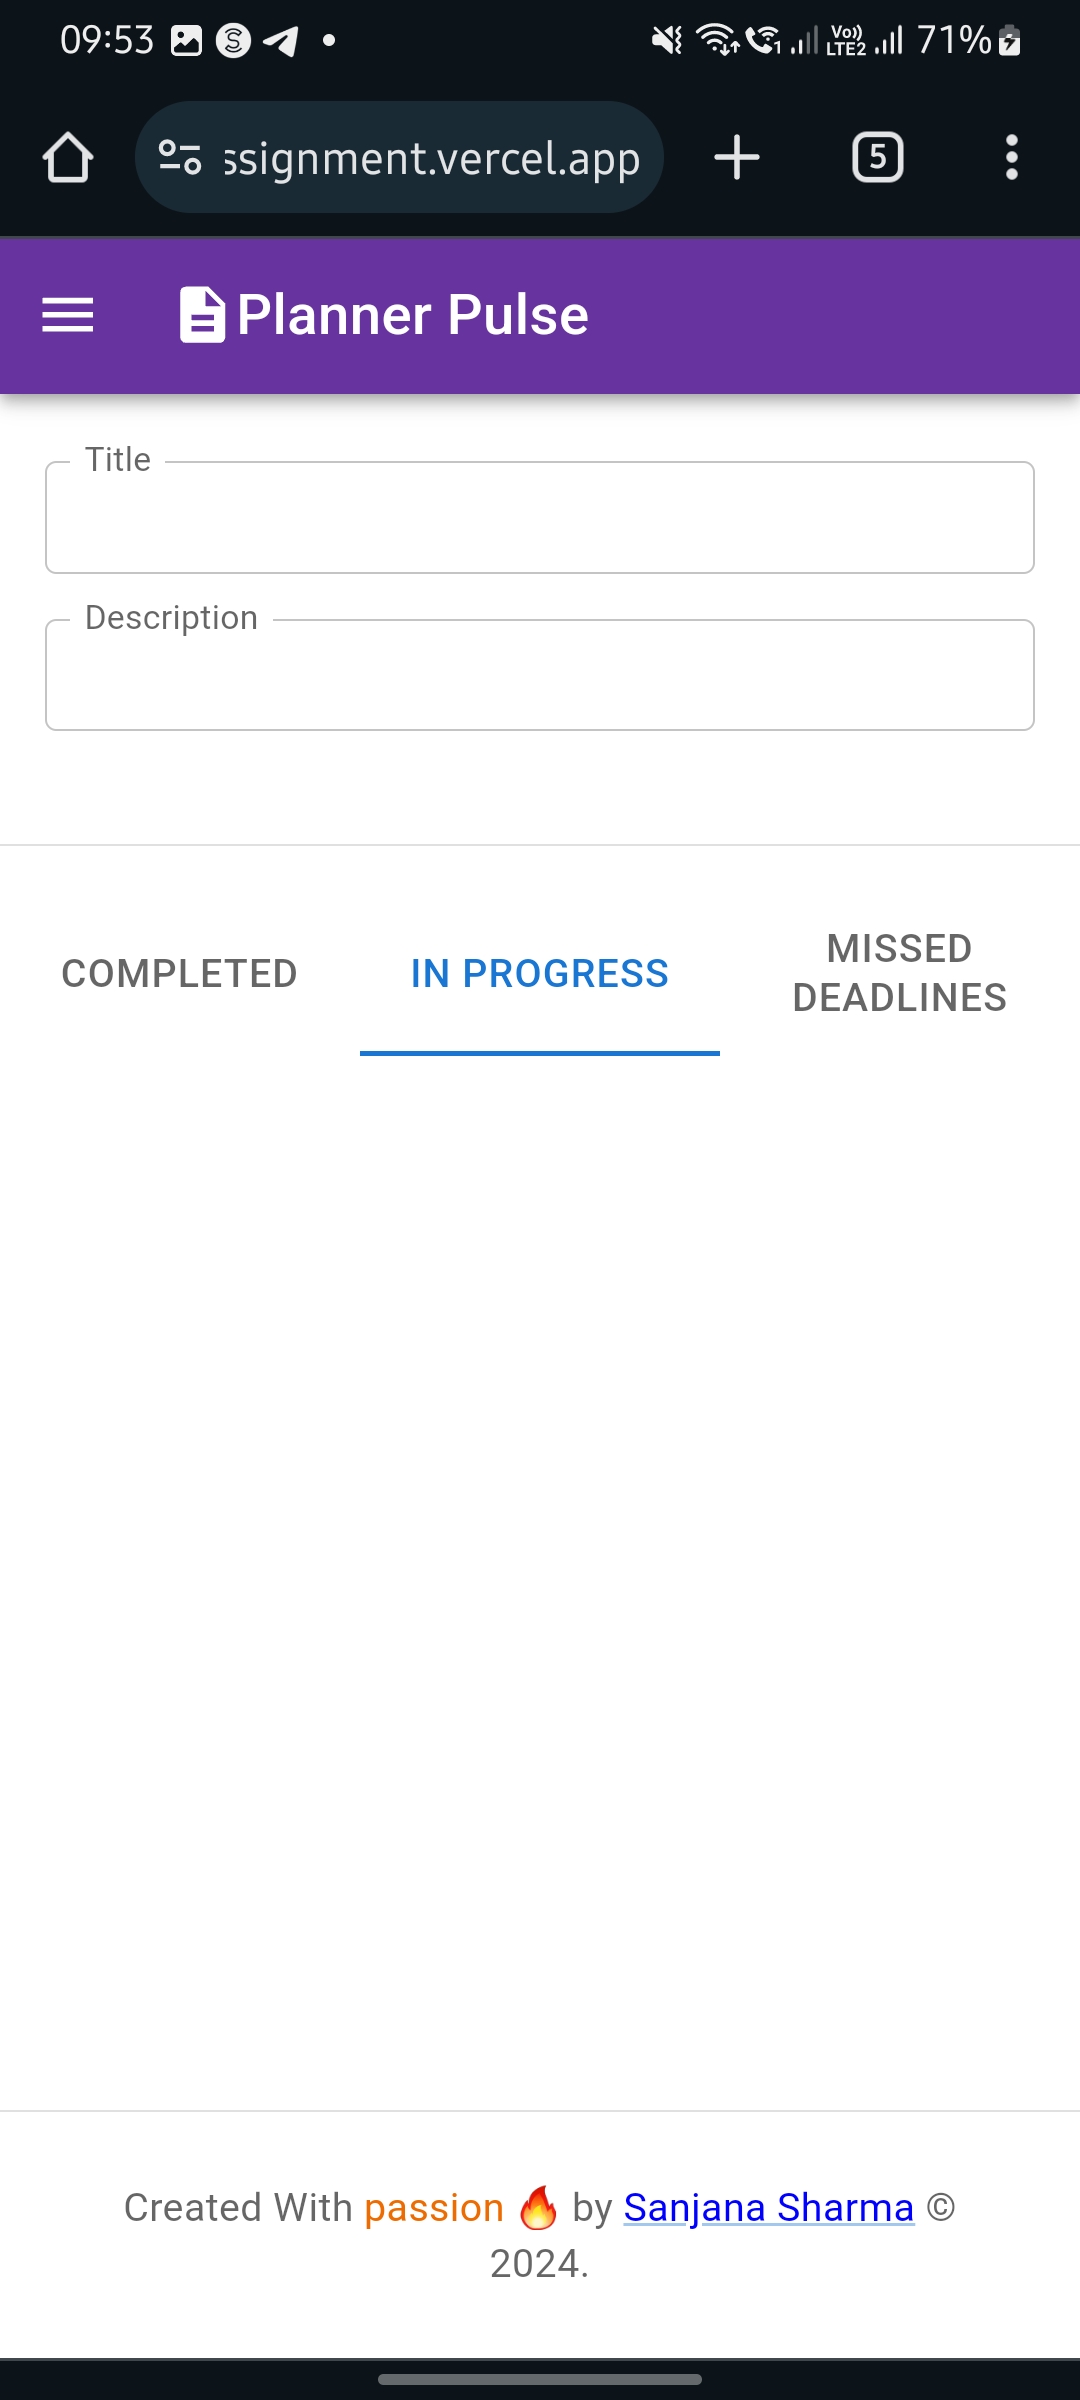 09:53
Vo)) LTE2 71%
ssignment.vercel.app
5
Planner Pulse
Title
Description
COMPLETED
IN PROGRESS
MISSED
DEADLINES
Created With passion 🔥 by Sanjana Sharma ©
2024.